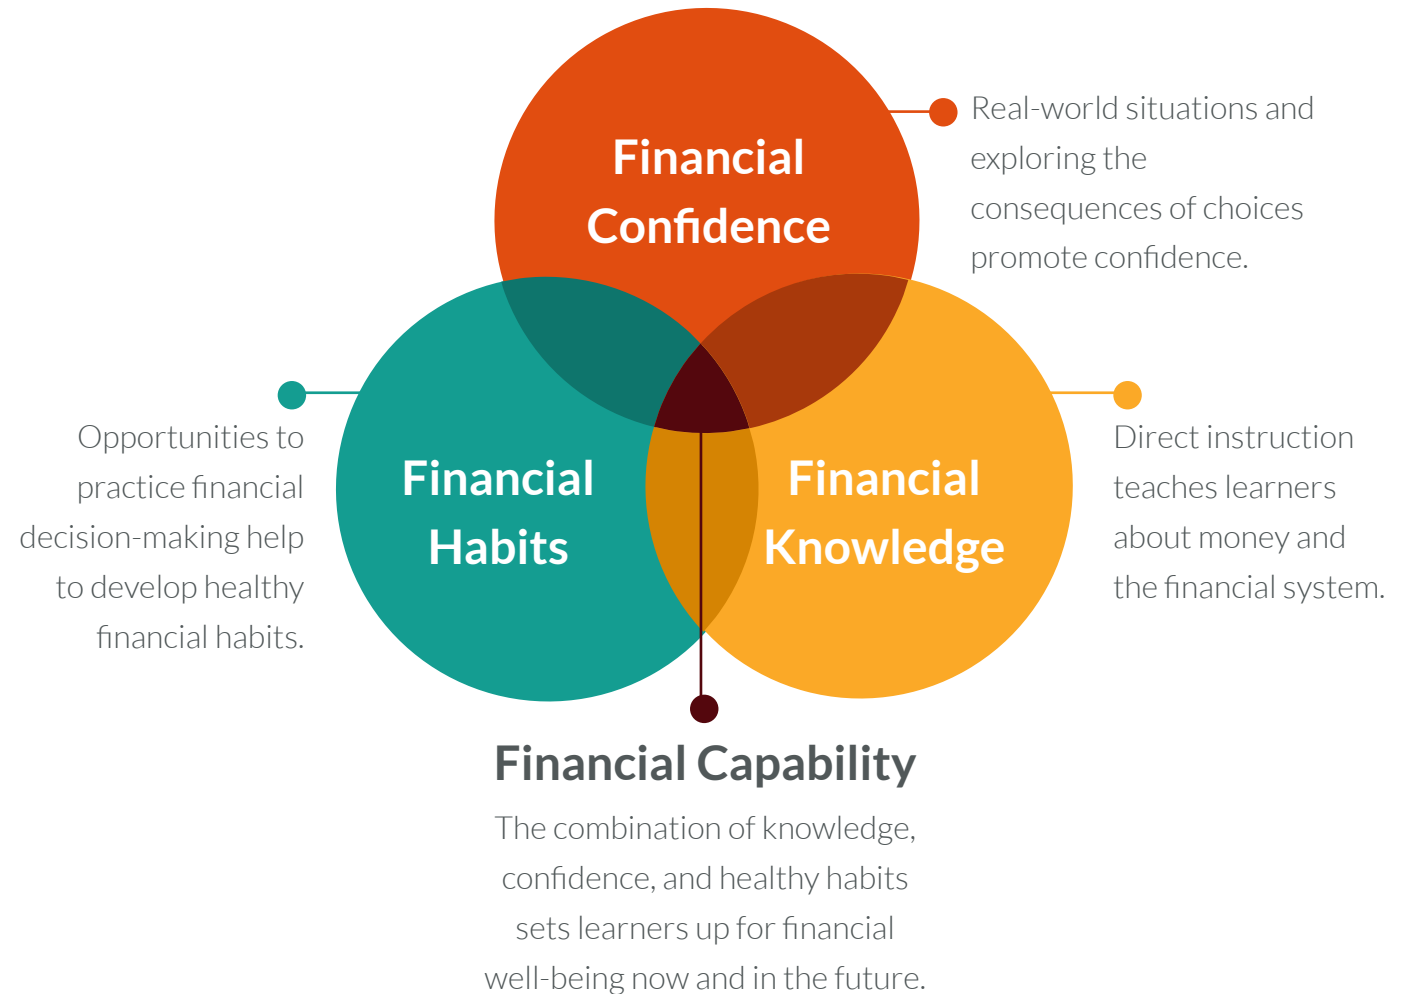 Financial
Confidence
Real-world situations and
exploring the
consequences of choices
promote confidence.
Opportunities to
practice financial
decision-making help
to develop healthy
financial habits.
Financial
Habits
Financial
Knowledge
Direct instruction
teaches learners
about money and
the financial system.
Financial Capability
The combination of knowledge,
confidence, and healthy habits
sets learners up for financial
well-being now and in the future.